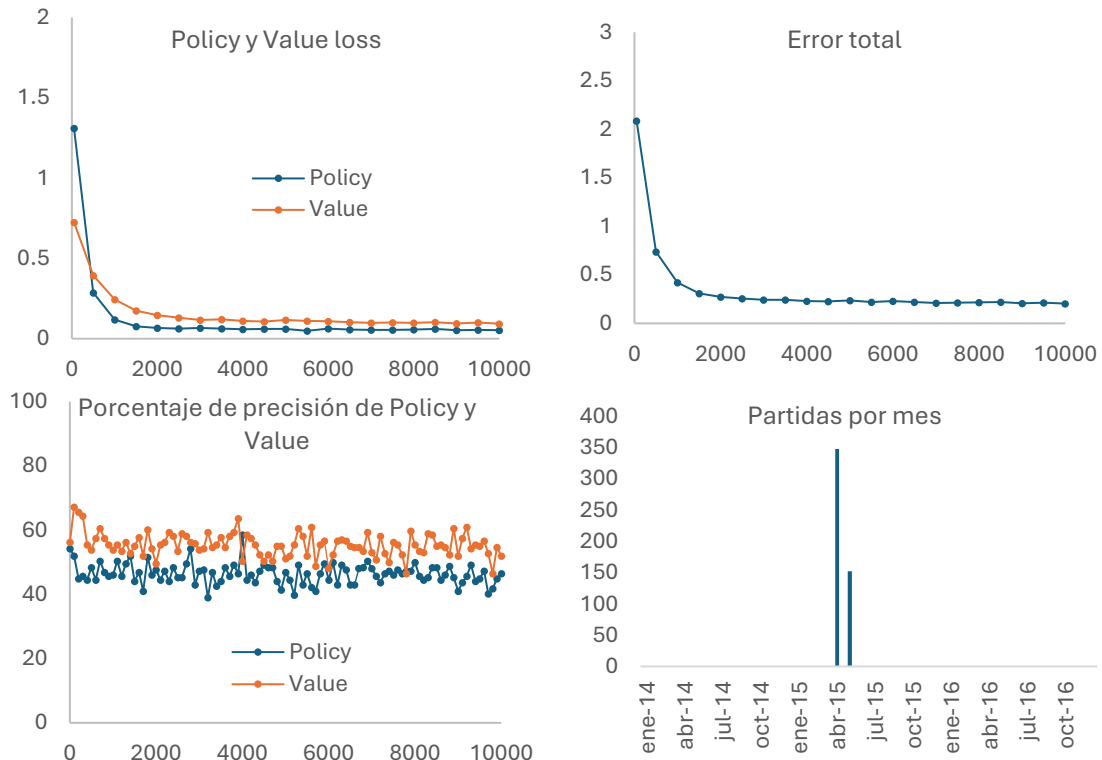 Policy y Value loss
2
1.5
1
0.5
0
Policy
Value
0 2000 4000 6000 8000 10000
Error total
3
2.5
2
1.5
1
0.5
0
0 2000 4000 6000 8000 10000
Porcentaje de precisión de Policy y
Value
100
80
60
40
20
0
Policy
Value
0 2000 4000 6000 8000 10000
Partidas por mes
400
350
300
250
200
150
100
50
0
ene-14 abr-14 jul-14 oct-14 ene-15 abr-15 jul-15 oct-15 ene-16 abr-16 jul-16 oct-16